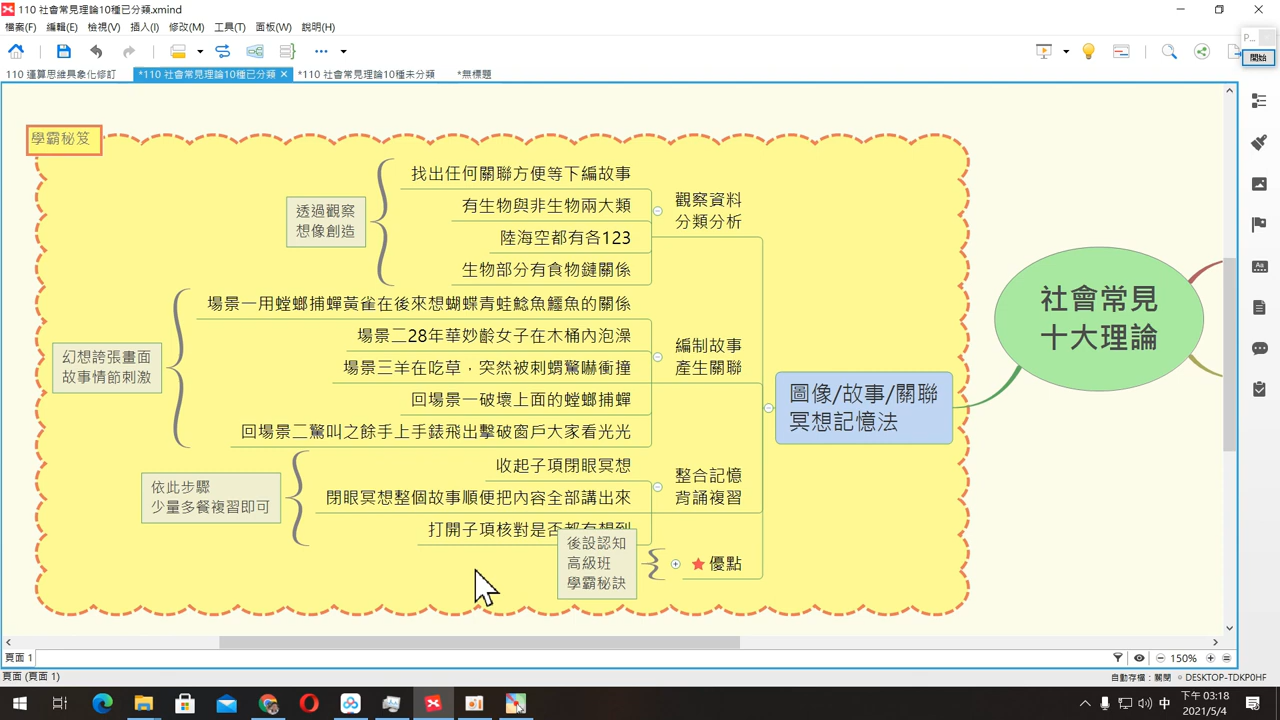 110 社會常見理論10種已分類.xmind
檔案(F) 編輯(E) 檢視(V) 插入(I) 修改(M) 工具(T) 面板(W) 說明(H)
P...
開始
110 運算思維具象化修訂 *110 社會常見理論10種已分類 *110 社會常見理論10種未分類 *無標題
學霸秘笈
找出任何關聯方便等下編故事
有生物與非生物兩大類
陸海空都有各123
生物部分有食物鏈關係
透過觀察
想像創造
觀察資料
分類分析
場景一用螳螂捕蟬黃雀在後來想蝴蝶青蛙鯰魚鱷魚的關係
場景二28年華妙齡女子在木桶內泡澡
場景三羊在吃草，突然被刺蝟驚嚇衝撞
回場景一破壞上面的螳螂捕蟬
回場景二驚叫之餘手上手錶飛出擊破窗戶大家看光光
幻想誇張畫面
故事情節刺激
編制故事
產生關聯
收起子項閉眼冥想
閉眼冥想整個故事順便把內容全部講出來
打開子項核對是否都有想到
依此步驟
少量多餐複習即可
整合記憶
背誦複習
後設認知
高級班
學霸秘訣
優點
圖像/故事/關聯
冥想記憶法
社會常見
十大理論
頁面 1
150%
頁面 (頁面 1)
自動存檔：關閉 DESKTOP-TDKP0HF
中
下午 03:18
2021/5/4